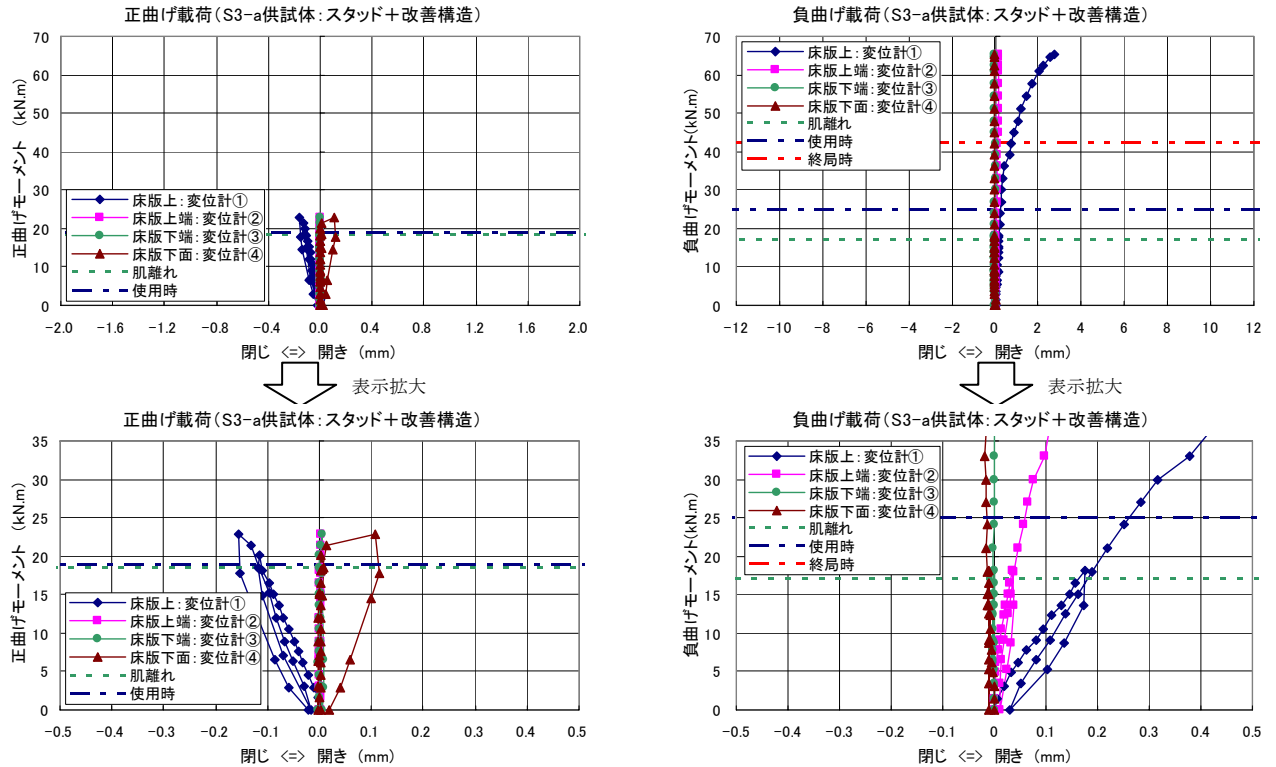 正曲げ載荷(S3-a供試体:スタッド+改善構造)
70
60
50
40
30
20
10
0
正曲げモーメント (kN.m)
床版上:変位計①
床版上端:変位計②
床版下端:変位計③
床版下面:変位計④
肌離れ
使用時
-2.0 -1.6 -1.2 -0.8 -0.4 0.0 0.4 0.8 1.2 1.6 2.0
閉じ <=> 開き (mm)
負曲げ載荷(S3-a供試体:スタッド+改善構造)
70
60
50
40
30
20
10
0
負曲げモーメント(kN.m)
床版上:変位計①
床版上端:変位計②
床版下端:変位計③
床版下面:変位計④
肌離れ
使用時
終局時
-12 -10 -8 -6 -4 -2 0 2 4 6 8 10 12
閉じ <=> 開き (mm)
表示拡大
表示拡大
正曲げ載荷(S3-a供試体:スタッド+改善構造)
35
30
25
20
15
10
5
0
正曲げモーメント (kN.m)
床版上:変位計①
床版上端:変位計②
床版下端:変位計③
床版下面:変位計④
肌離れ
使用時
-0.5 -0.4 -0.3 -0.2 -0.1 0.0 0.1 0.2 0.3 0.4 0.5
閉じ <=> 開き (mm)
負曲げ載荷(S3-a供試体:スタッド+改善構造)
35
30
25
20
15
10
5
0
負曲げモーメント(kN.m)
床版上:変位計①
床版上端:変位計②
床版下端:変位計③
床版下面:変位計④
肌離れ
使用時
終局時
-0.5 -0.4 -0.3 -0.2 -0.1 0.0 0.1 0.2 0.3 0.4 0.5
閉じ <=> 開き (mm)